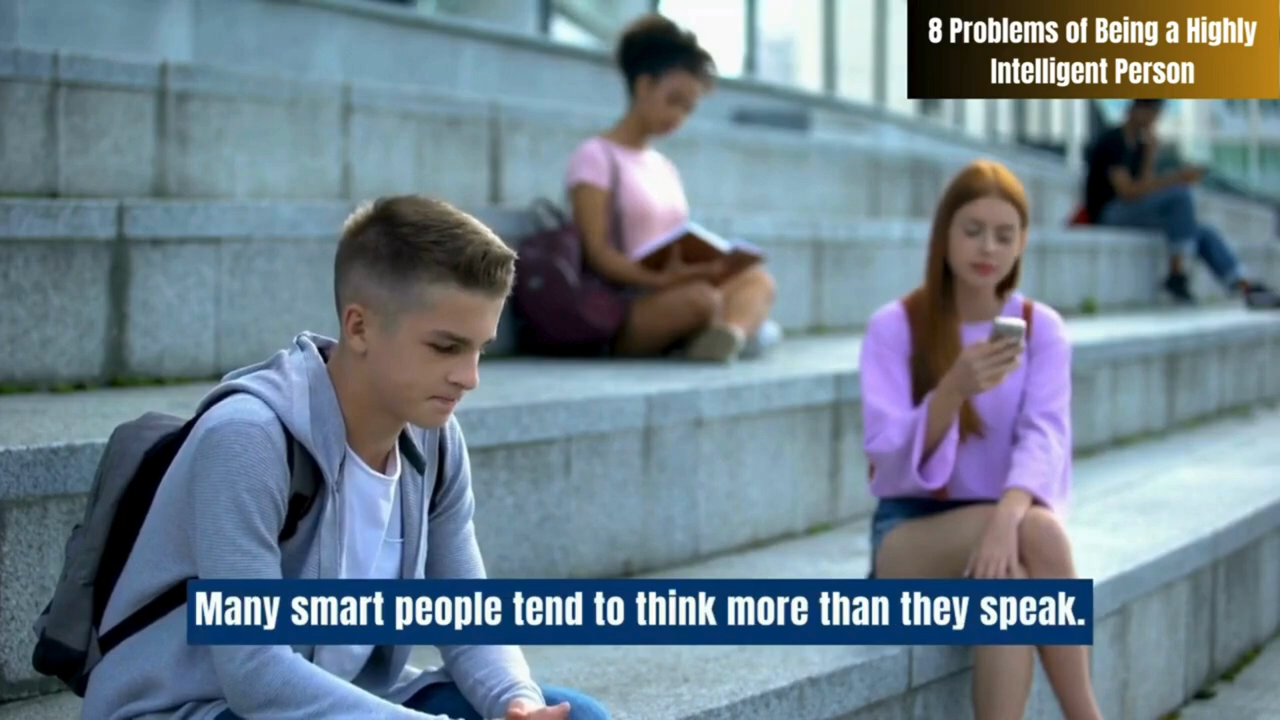 8 Problems of Being a Highly
Intelligent Person
Many smart people tend to think more than they speak.